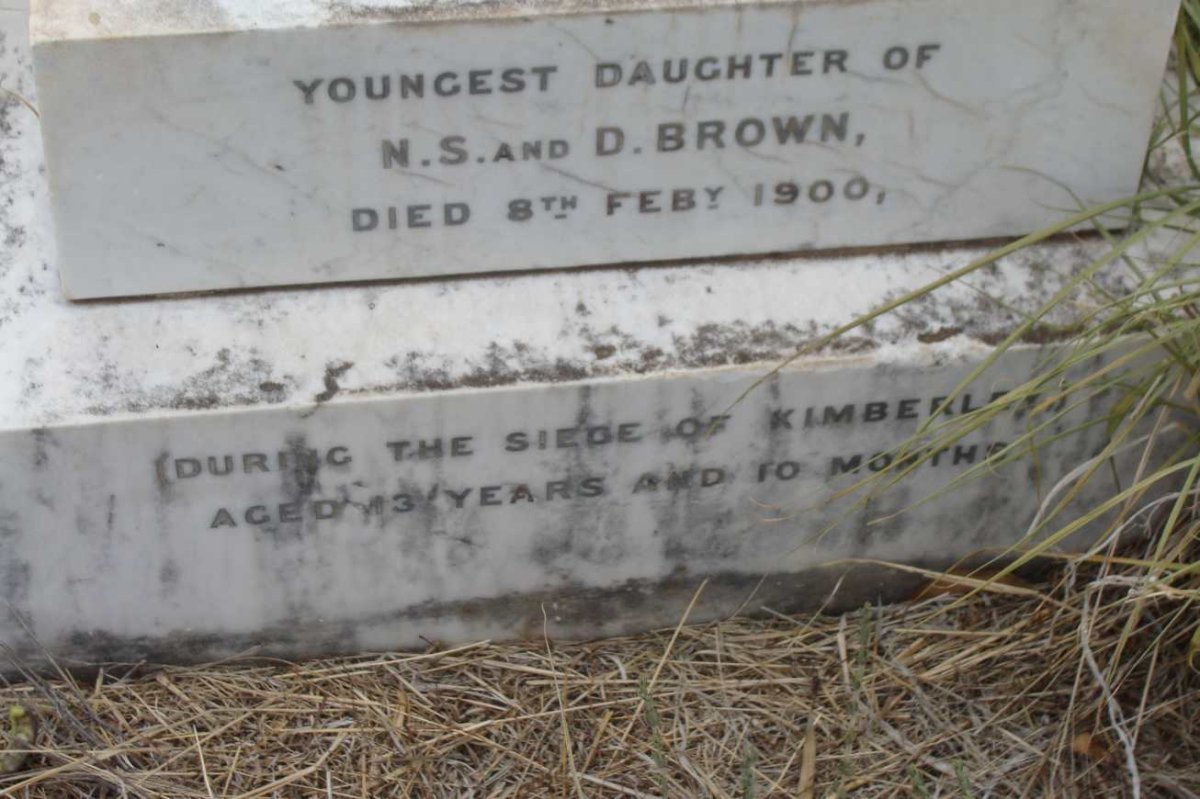 YOUNGEST DAUGHTER OF
N.S. AND D. BROWN,
DIED 8TH FEBY 1900,
(DURING THE SIEGE OF KIMBERLEY)
AGED 13 YEARS AND 10 MONTHS